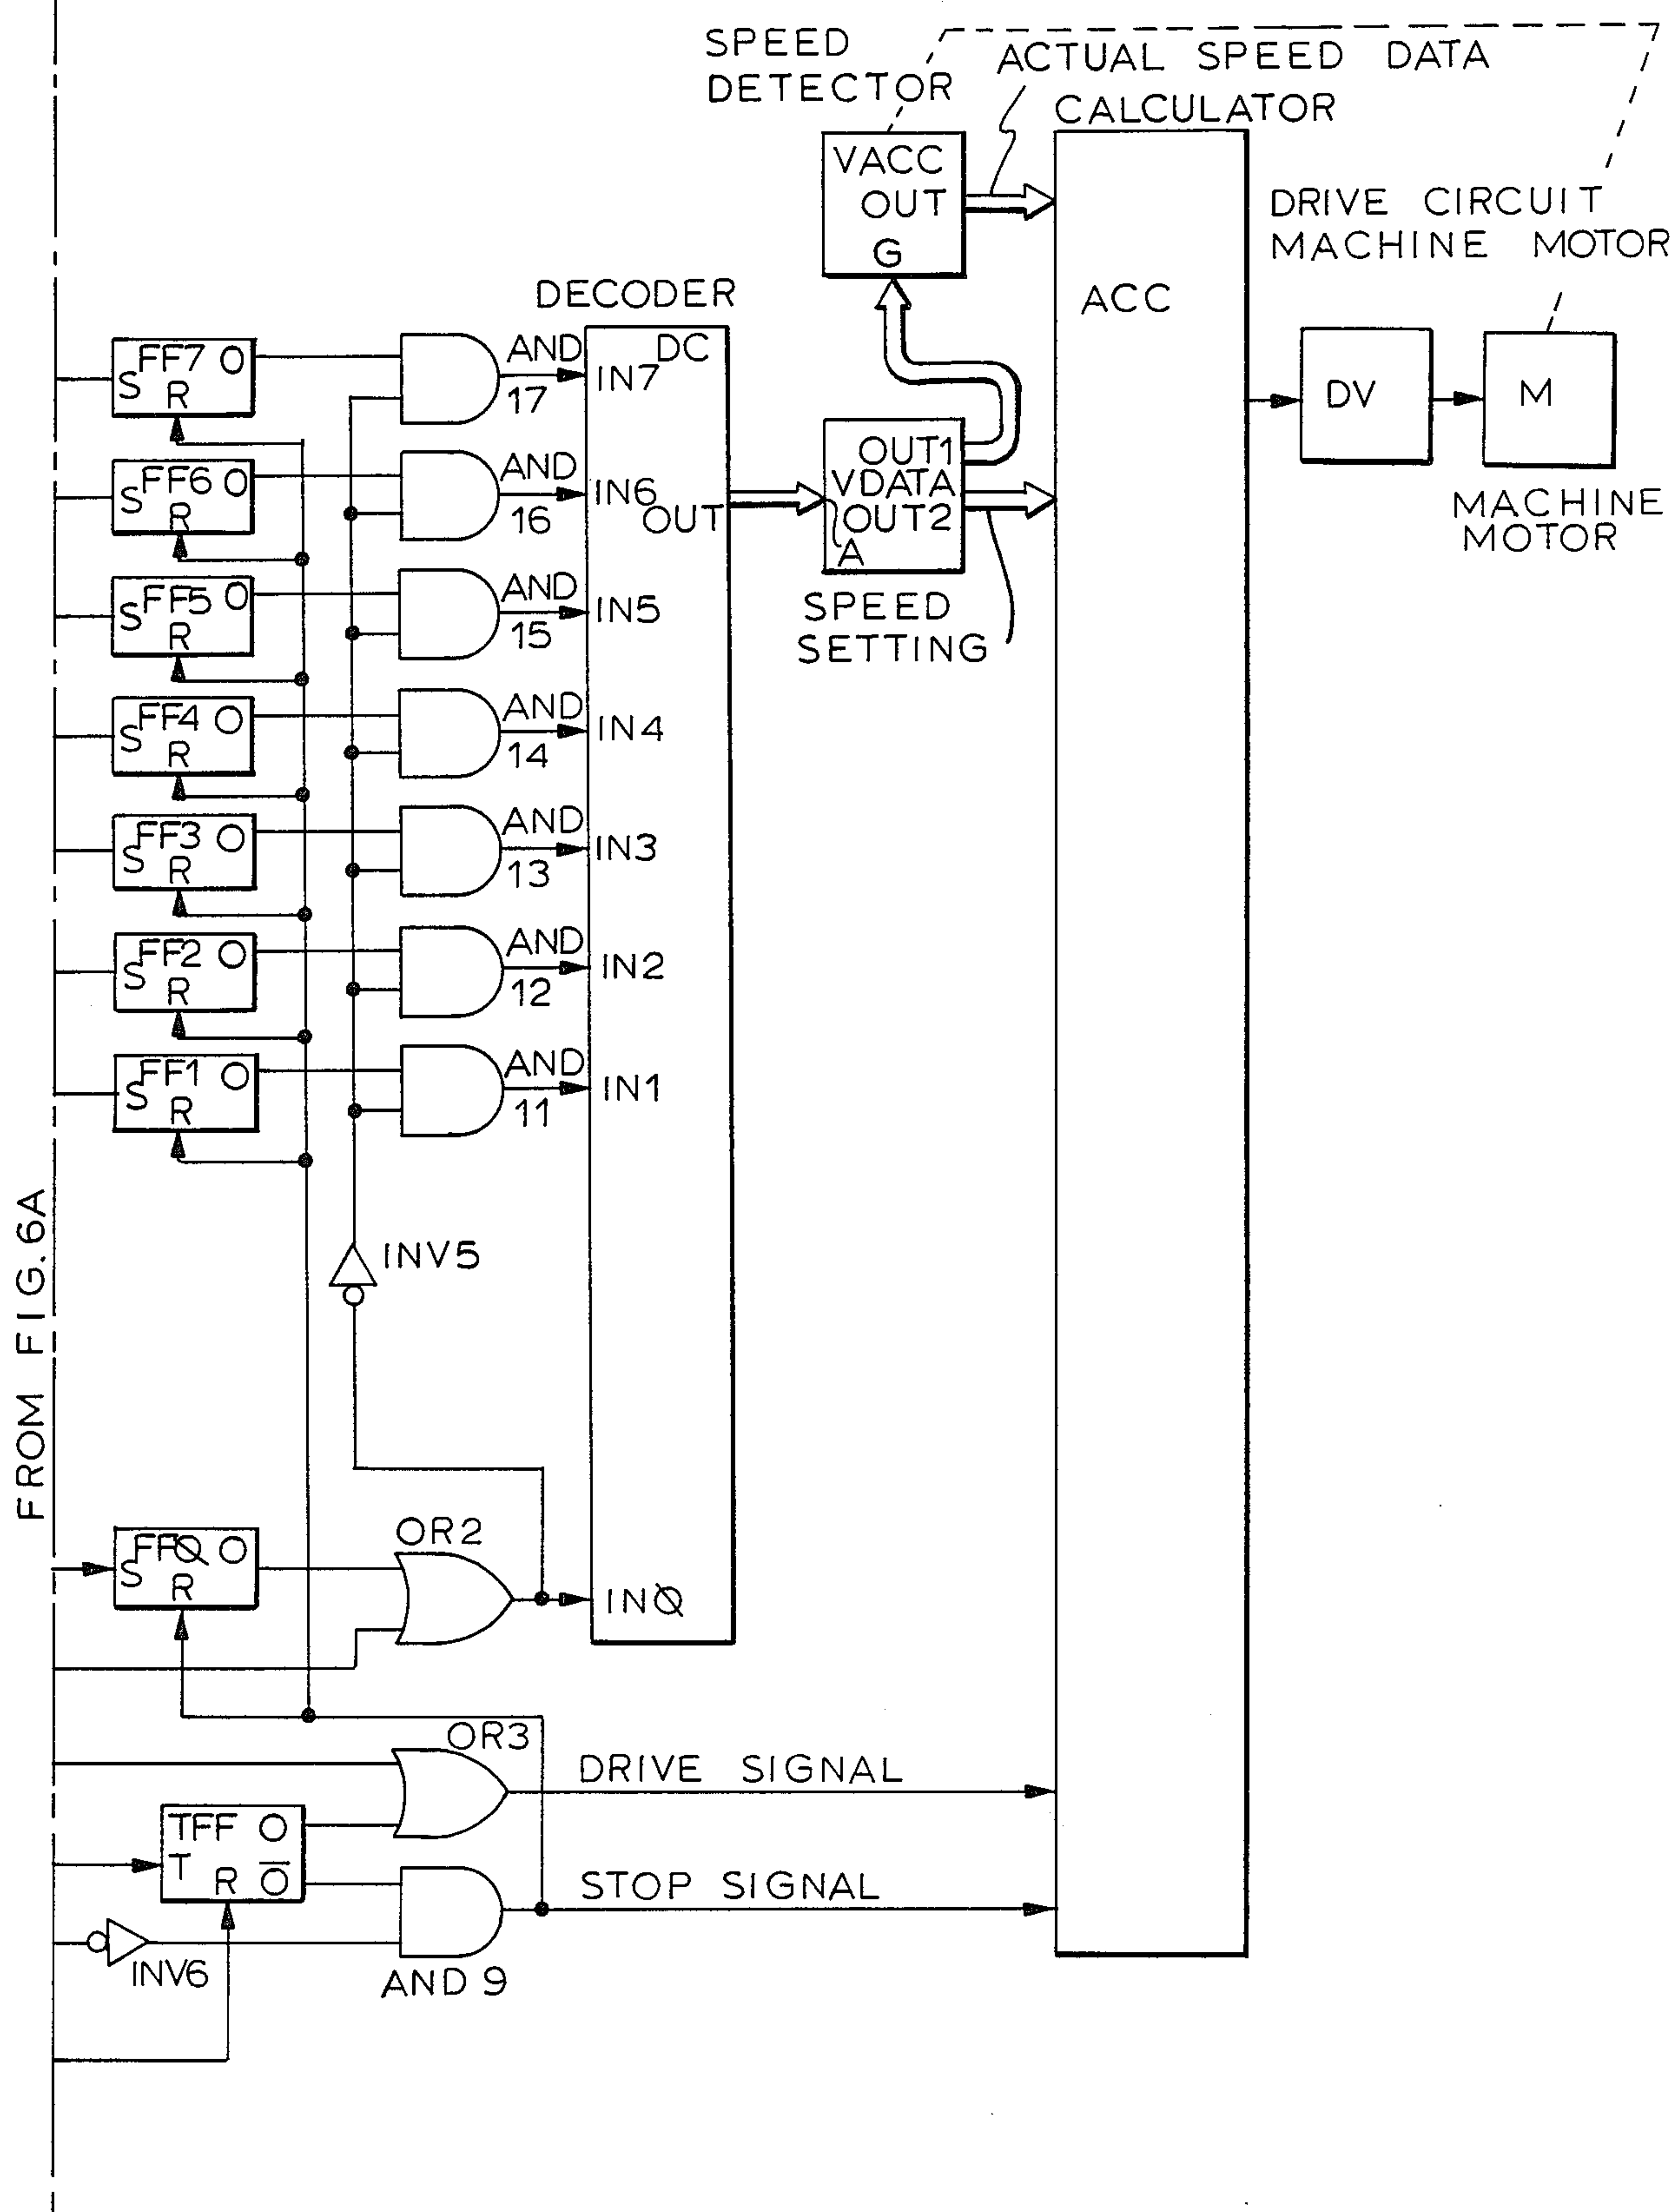 SPEED
DETECTOR
ACTUAL SPEED DATA
CALCULATOR
VACC
OUT
G
DRIVE CIRCUIT
MACHINE MOTOR
ACC
DECODER
DC
FF7 O
S
R
AND
17
IN7
DV
M
MACHINE
MOTOR
OUT1
VDATA
OUT2
A
SPEED
SETTING
FF6 O
S
R
AND
16
IN6
OUT
FF5 O
S
R
AND
15
IN5
FF4 O
S
R
AND
14
IN4
FF3 O
S
R
AND
13
IN3
FF2 O
S
R
AND
12
IN2
FF1 O
S
R
AND
11
IN1
INV5
FROM FIG.6A
FFØ O
S
R
OR2
INØ
OR3
DRIVE SIGNAL
TFF O
T
R O̅
STOP SIGNAL
INV6
AND 9